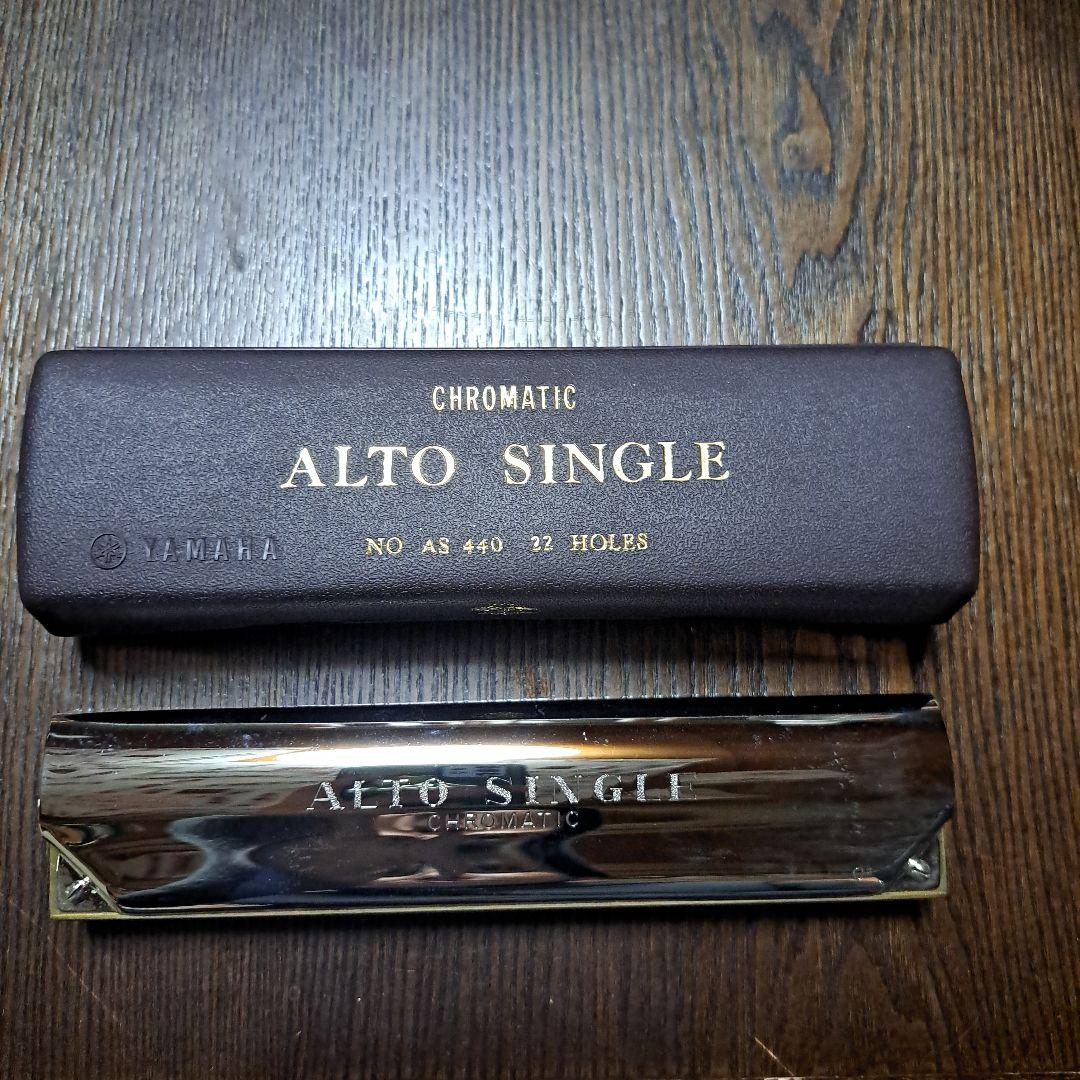 CHROMATIC
ALTO SINGLE
YAMAHA NO AS 440 22 HOLES
ALTO SINGLE
CHROMATIC